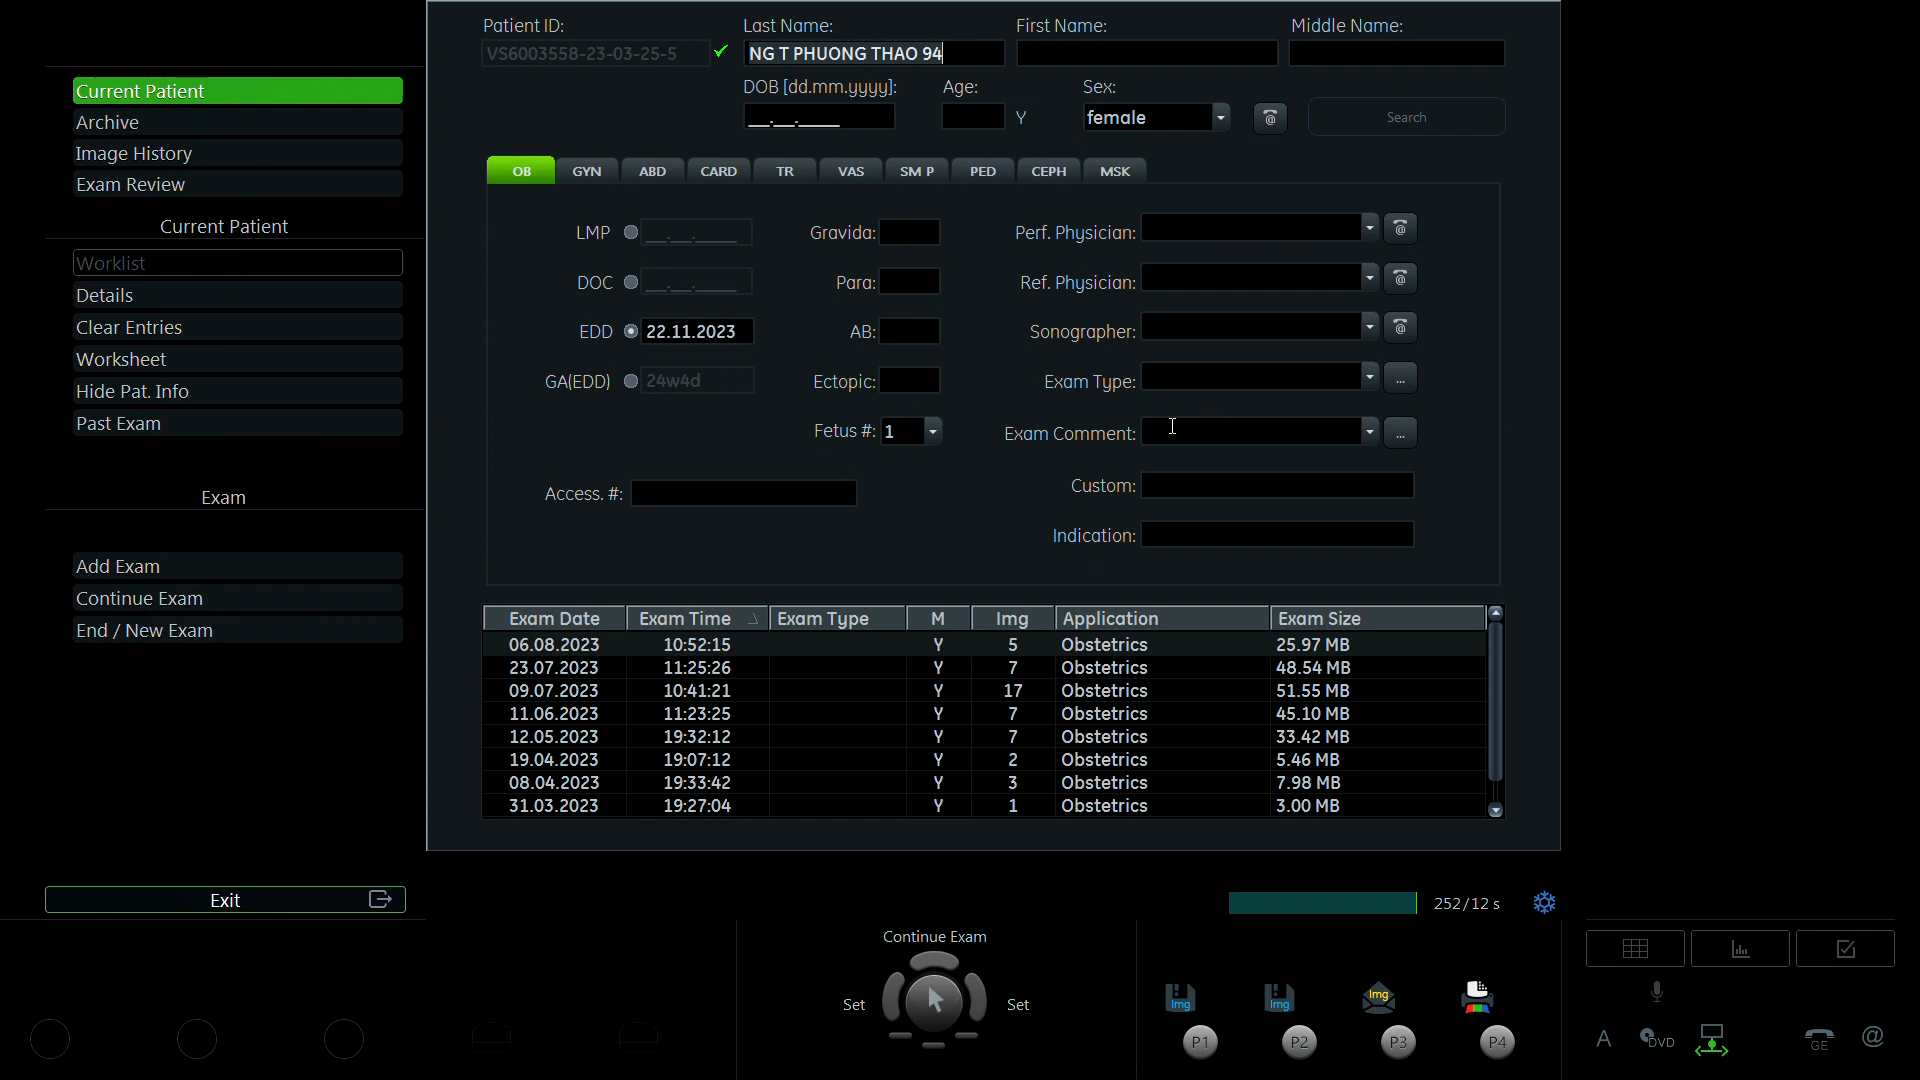 Patient ID: Last Name: First Name: Middle Name:
VS6003558-23-03-25-5 NG T PHUONG THAO 94
DOB [dd.mm.yyyy]: Age: Sex:
__.__.____ Y female Search
Current Patient
Archive
Image History
Exam Review
Current Patient
Worklist
Details
Clear Entries
Worksheet
Hide Pat. Info
Past Exam
Exam
Add Exam
Continue Exam
End / New Exam
Exit
OB GYN ABD CARD TR VAS SM P PED CEPH MSK
LMP __.__.____ Gravida: Perf. Physician: @
DOC __.__.____ Para: Ref. Physician: @
EDD 22.11.2023 AB: Sonographer: @
GA(EDD) 24w4d Ectopic: Exam Type: ...
Fetus #: 1 Exam Comment: ...
Access. #: Custom:
Indication:
Exam Date Exam Time Exam Type M Img Application Exam Size
06.08.2023 10:52:15 Y 5 Obstetrics 25.97 MB
23.07.2023 11:25:26 Y 7 Obstetrics 48.54 MB
09.07.2023 10:41:21 Y 17 Obstetrics 51.55 MB
11.06.2023 11:23:25 Y 7 Obstetrics 45.10 MB
12.05.2023 19:32:12 Y 7 Obstetrics 33.42 MB
19.04.2023 19:07:12 Y 2 Obstetrics 5.46 MB
08.04.2023 19:33:42 Y 3 Obstetrics 7.98 MB
31.03.2023 19:27:04 Y 1 Obstetrics 3.00 MB
252/12 s
Continue Exam
Set Set
Img Img Img
P1 P2 P3 P4
A DVD GE @